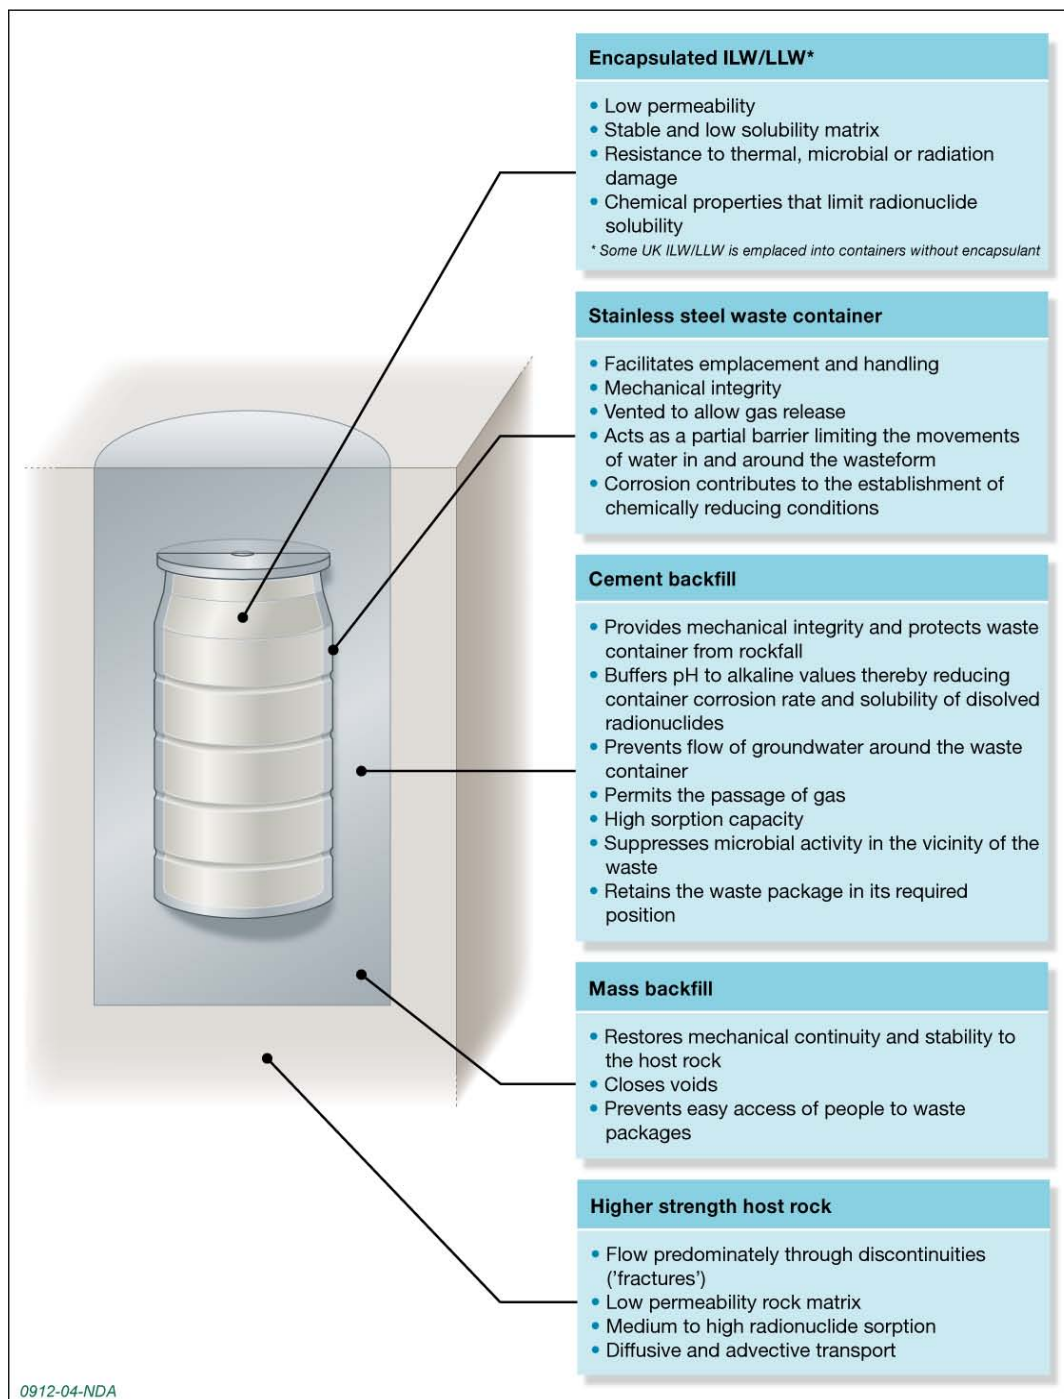 Encapsulated ILW/LLW*
• Low permeability
• Stable and low solubility matrix
• Resistance to thermal, microbial or radiation
damage
• Chemical properties that limit radionuclide
solubility
* Some UK ILW/LLW is emplaced into containers without encapsulant
Stainless steel waste container
• Facilitates emplacement and handling
• Mechanical integrity
• Vented to allow gas release
• Acts as a partial barrier limiting the movements
of water in and around the wasteform
• Corrosion contributes to the establishment of
chemically reducing conditions
Cement backfill
• Provides mechanical integrity and protects waste
container from rockfall
• Buffers pH to alkaline values thereby reducing
container corrosion rate and solubility of disolved
radionuclides
• Prevents flow of groundwater around the waste
container
• Permits the passage of gas
• High sorption capacity
• Suppresses microbial activity in the vicinity of the
waste
• Retains the waste package in its required
position
Mass backfill
• Restores mechanical continuity and stability to
the host rock
• Closes voids
• Prevents easy access of people to waste
packages
Higher strength host rock
• Flow predominately through discontinuities
('fractures')
• Low permeability rock matrix
• Medium to high radionuclide sorption
• Diffusive and advective transport
0912-04-NDA